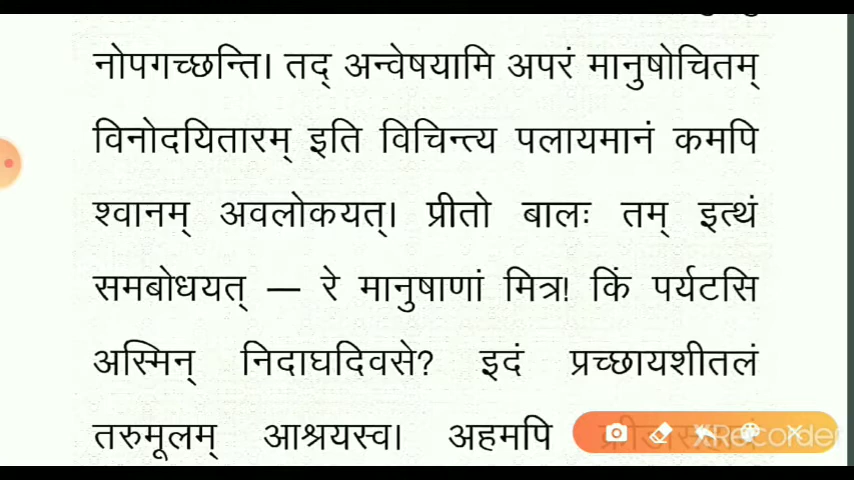 नोपगच्छन्ति। तद् अन्वेषयामि अपरं मानुषोचितम्
विनोदयितारम् इति विचिन्त्य पलायमानं कमपि
श्वानम् अवलोकयत्। प्रीतो बालः तम् इत्थं
समबोधयत् — रे मानुषाणां मित्र! किं पर्यटसि
अस्मिन् निदाघदिवसे? इदं प्रच्छायशीतलं
तरुमूलम् आश्रयस्व। अहमपि
XRecorder